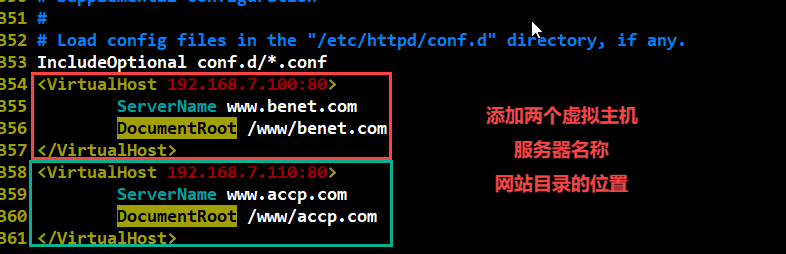 350 # Supplemental configuration
351 #
352 # Load config files in the "/etc/httpd/conf.d" directory, if any.
353 IncludeOptional conf.d/*.conf
354 <VirtualHost 192.168.7.100:80>
355 ServerName www.benet.com
356 DocumentRoot /www/benet.com
357 </VirtualHost>
358 <VirtualHost 192.168.7.110:80>
359 ServerName www.accp.com
360 DocumentRoot /www/accp.com
361 </VirtualHost>
添加两个虚拟主机
服务器名称
网站目录的位置